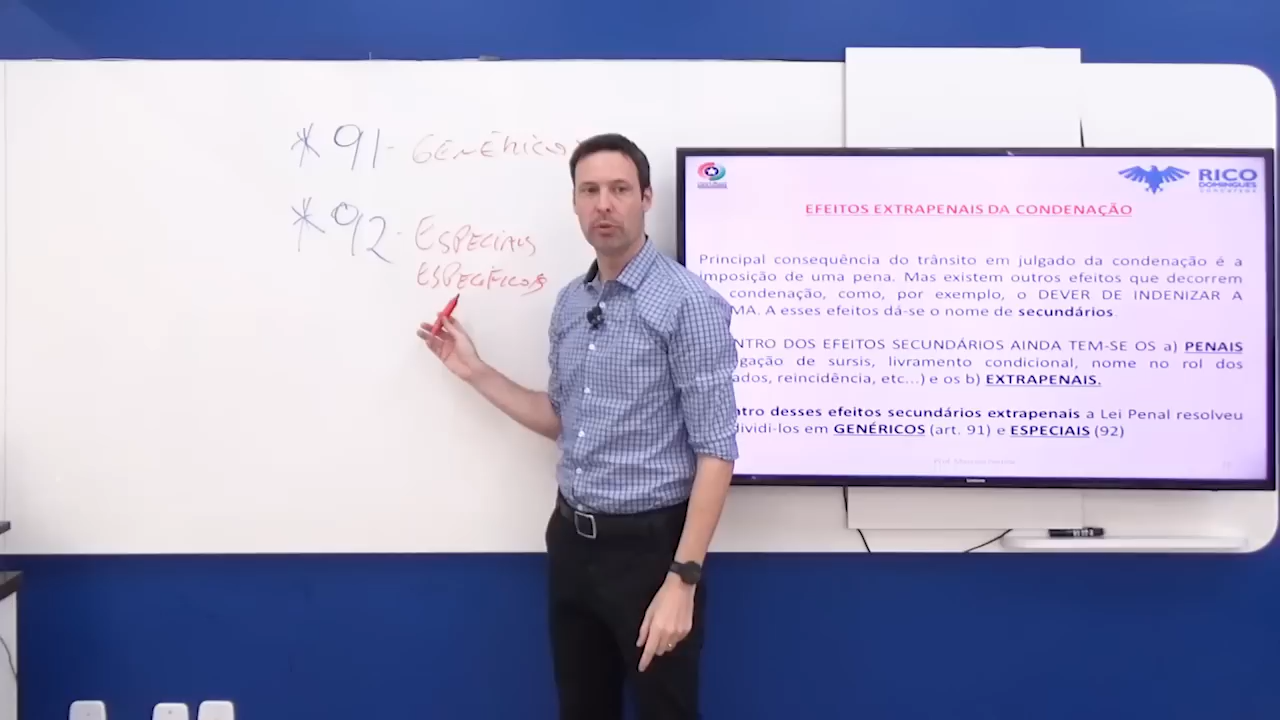 *91- GENÉRICO
*92- ESPECIAIS
ESPECÍFICOS
RICO
DOMINGUES
CONCURSOS
EFEITOS EXTRAPENAIS DA CONDENAÇÃO
Principal consequência do trânsito em julgado da condenação é a
imposição de uma pena. Mas existem outros efeitos que decorrem
condenação, como, por exemplo, o DEVER DE INDENIZAR A
MA. A esses efeitos dá-se o nome de secundários.
NTRO DOS EFEITOS SECUNDÁRIOS AINDA TEM-SE OS a) PENAIS
gação de sursis, livramento condicional, nome no rol dos
ados, reincidência, etc...) e os b) EXTRAPENAIS.
ntro desses efeitos secundários extrapenais a Lei Penal resolveu
dividi-los em GENÉRICOS (art. 91) e ESPECIAIS (92)